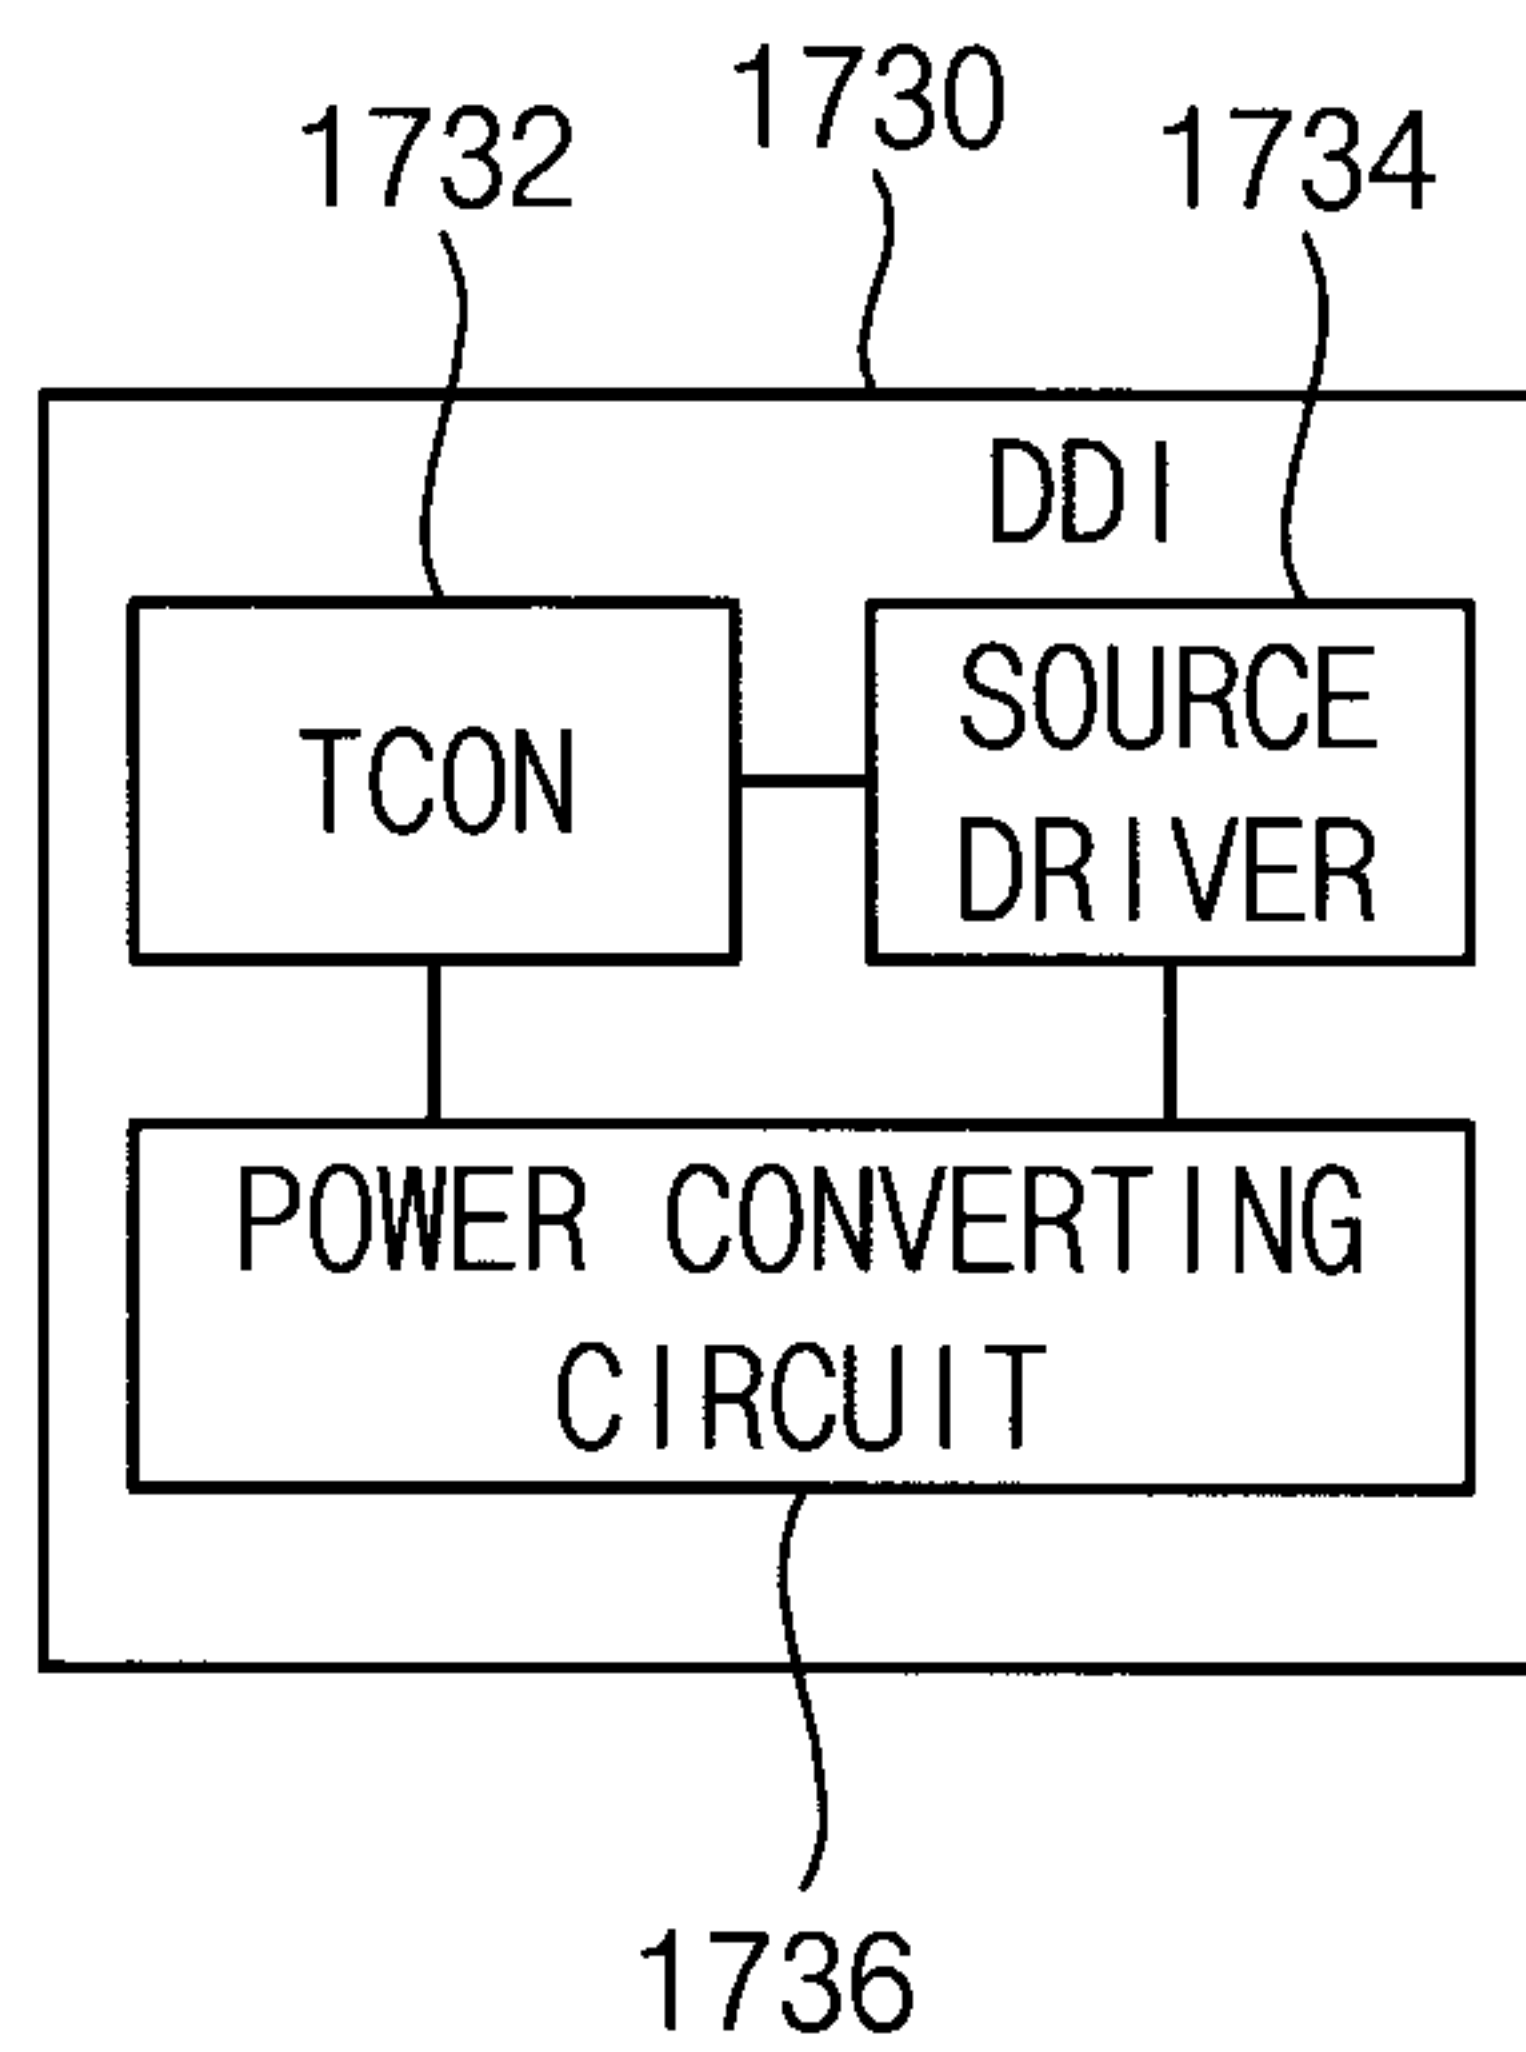 1730
1732
1734
DDI
TCON
SOURCE
DRIVER
POWER CONVERTING
CIRCUIT
1736